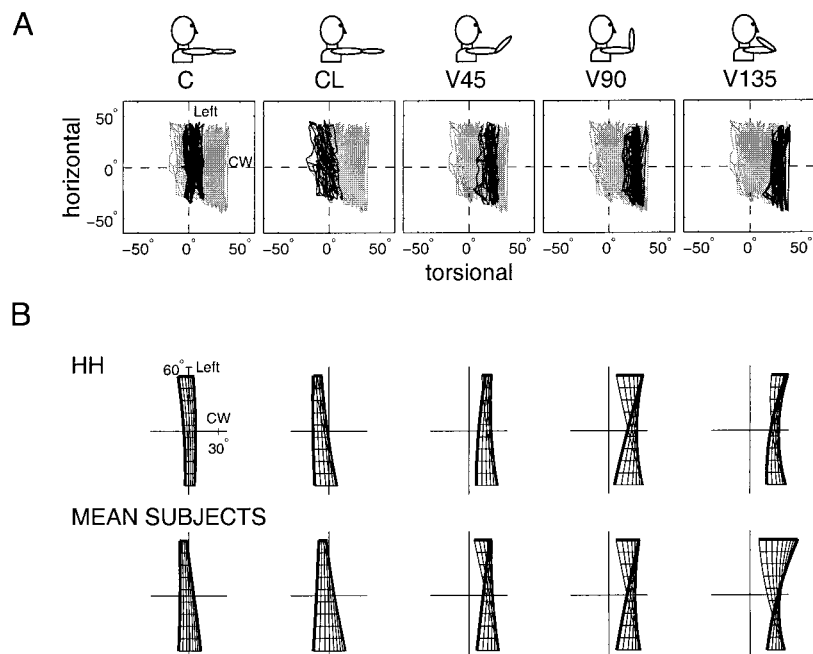 A
C
CL
V45
V90
V135
horizontal
50°
0°
−50°
Left
CW
−50° 0° 50°
−50° 0° 50°
−50° 0° 50°
−50° 0° 50°
−50° 0° 50°
torsional
B
HH
60°
Left
CW
30°
MEAN SUBJECTS